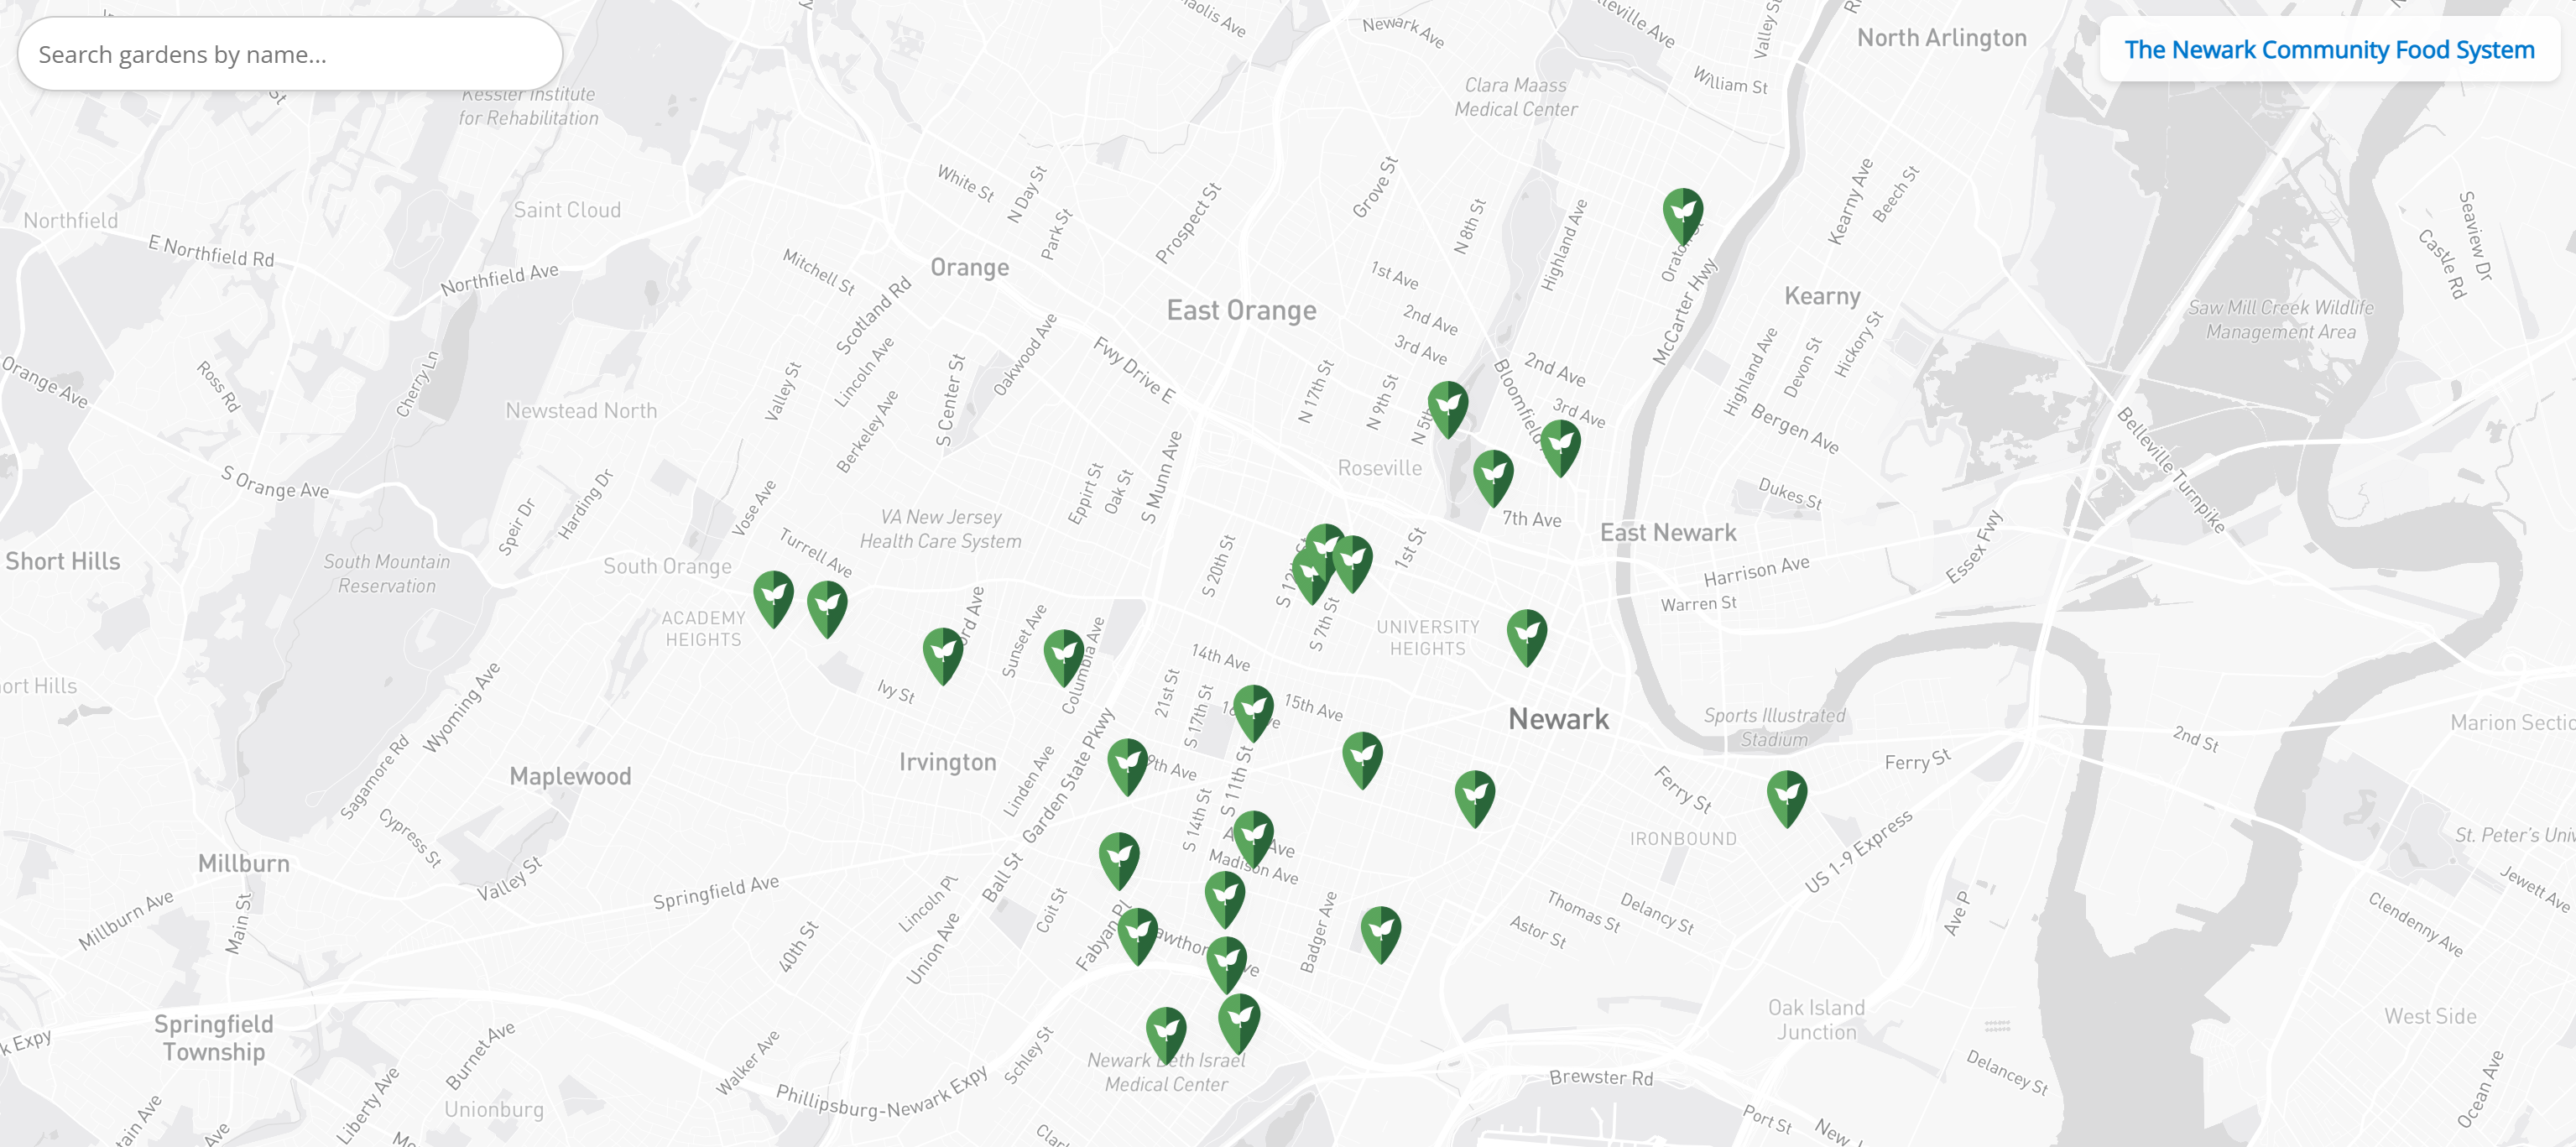 Search gardens by name...
The Newark Community Food System
Newark Ave
Valley St
William St
North Arlington
Clara Maass
Medical Center
Kessler Institute
for Rehabilitation
White St
N Day St
Park St
Prospect St
Grove St
N 8th St
Highland Ave
Kearny Ave
Beech St
Seaview Dr
Castle Rd
Northfield
Saint Cloud
E Northfield Rd
Northfield Ave
Mitchell St
Scotland Rd
Orange
East Orange
1st Ave
2nd Ave
3rd Ave
McCarter Hwy
Kearny
Saw Mill Creek Wildlife
Management Area
Orange Ave
Ross Rd
Cherry Ln
Newstead North
Valley St
Lincoln Ave
Berkeley Ave
S Center St
Oakwood Ave
Fwy Drive E
N 17th St
N 9th St
N 5th
Bloomfield
2nd Ave
3rd Ave
Highland Ave
Devon St
Hickory St
Bergen Ave
Belleville Turnpike
S Orange Ave
Speir Dr
Harding Dr
Vose Ave
Turrell Ave
VA New Jersey
Health Care System
Eppirt St
Oak St
S Munn Ave
Roseville
7th Ave
Dukes St
East Newark
Essex Fwy
Short Hills
South Mountain
Reservation
South Orange
ACADEMY
HEIGHTS
S 20th St
1st St
S 7th St
Harrison Ave
Warren St
UNIVERSITY
HEIGHTS
Sunset Ave
Columbia Ave
Ivy St
14th Ave
15th Ave
21st St
S 17th St
Newark
Sports Illustrated
Stadium
Marion
2nd St
Ferry St
Wyoming Ave
Sagamore Rd
Maplewood
Irvington
Linden Ave
Garden State Pkwy
S 11th St
S 14th St
Ferry St
IRONBOUND
US 1-9 Express
Cypress St
Millburn
Valley St
Springfield Ave
Lincoln Pl
Ball St
Coit St
Madison Ave
Millburn Ave
Main St
40th St
Union Ave
Fabyan Pl
Badger Ave
Astor St
Thomas St
Delancy St
Ave P
Jewett Ave
Clendenny Ave
Springfield
Township
Burnet Ave
Liberty Ave
Unionburg
Walker Ave
Phillipsburg-Newark Expy
Schley St
Newark Beth Israel
Medical Center
Brewster Rd
Oak Island
Junction
Delancey St
Port St
West Side
Ocean Ave